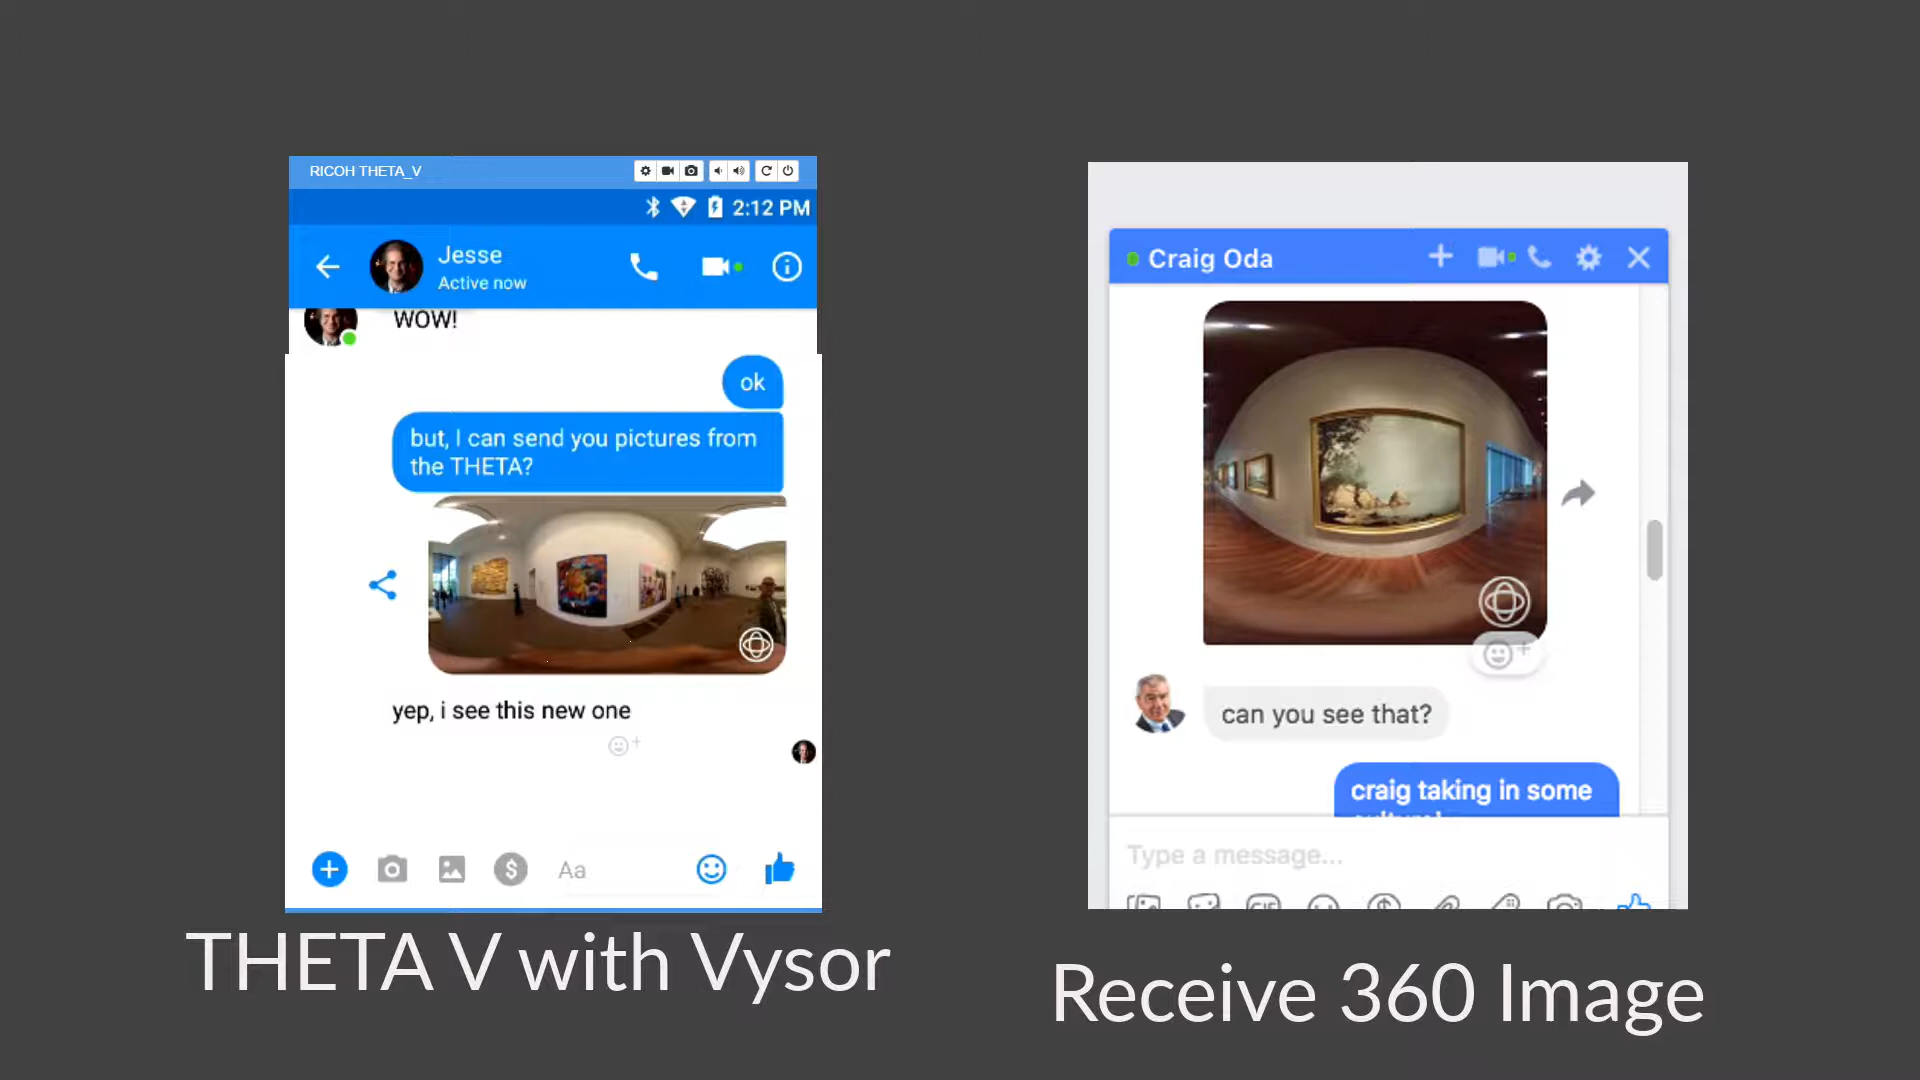 RICOH THETA_V
2:12 PM
Jesse
Active now
WOW!
ok
but, I can send you pictures from
the THETA?
yep, i see this new one
Aa
THETA V with Vysor
Craig Oda
can you see that?
craig taking in some
Type a message...
GIF
Receive 360 Image